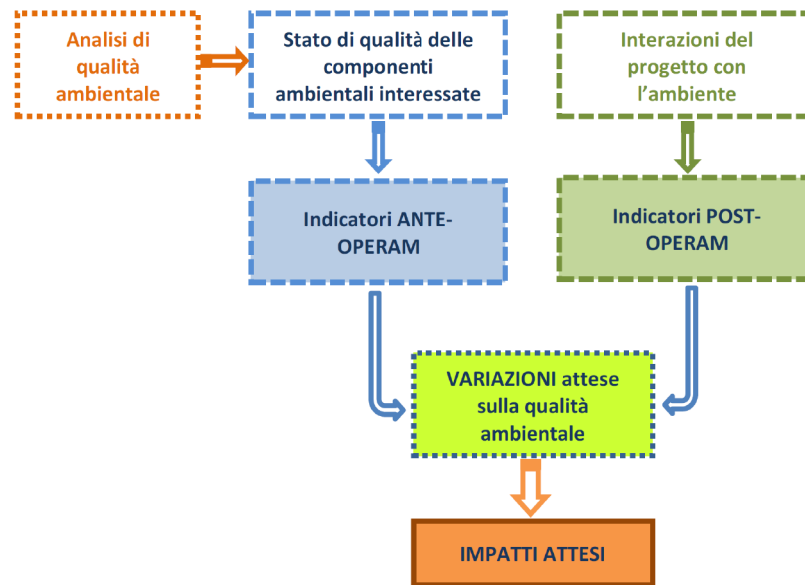 Analisi di
qualità
ambientale
Stato di qualità delle
componenti
ambientali interessate
Interazioni del
progetto con
l’ambiente
Indicatori ANTE-
OPERAM
Indicatori POST-
OPERAM
VARIAZIONI attese
sulla qualità
ambientale
IMPATTI ATTESI